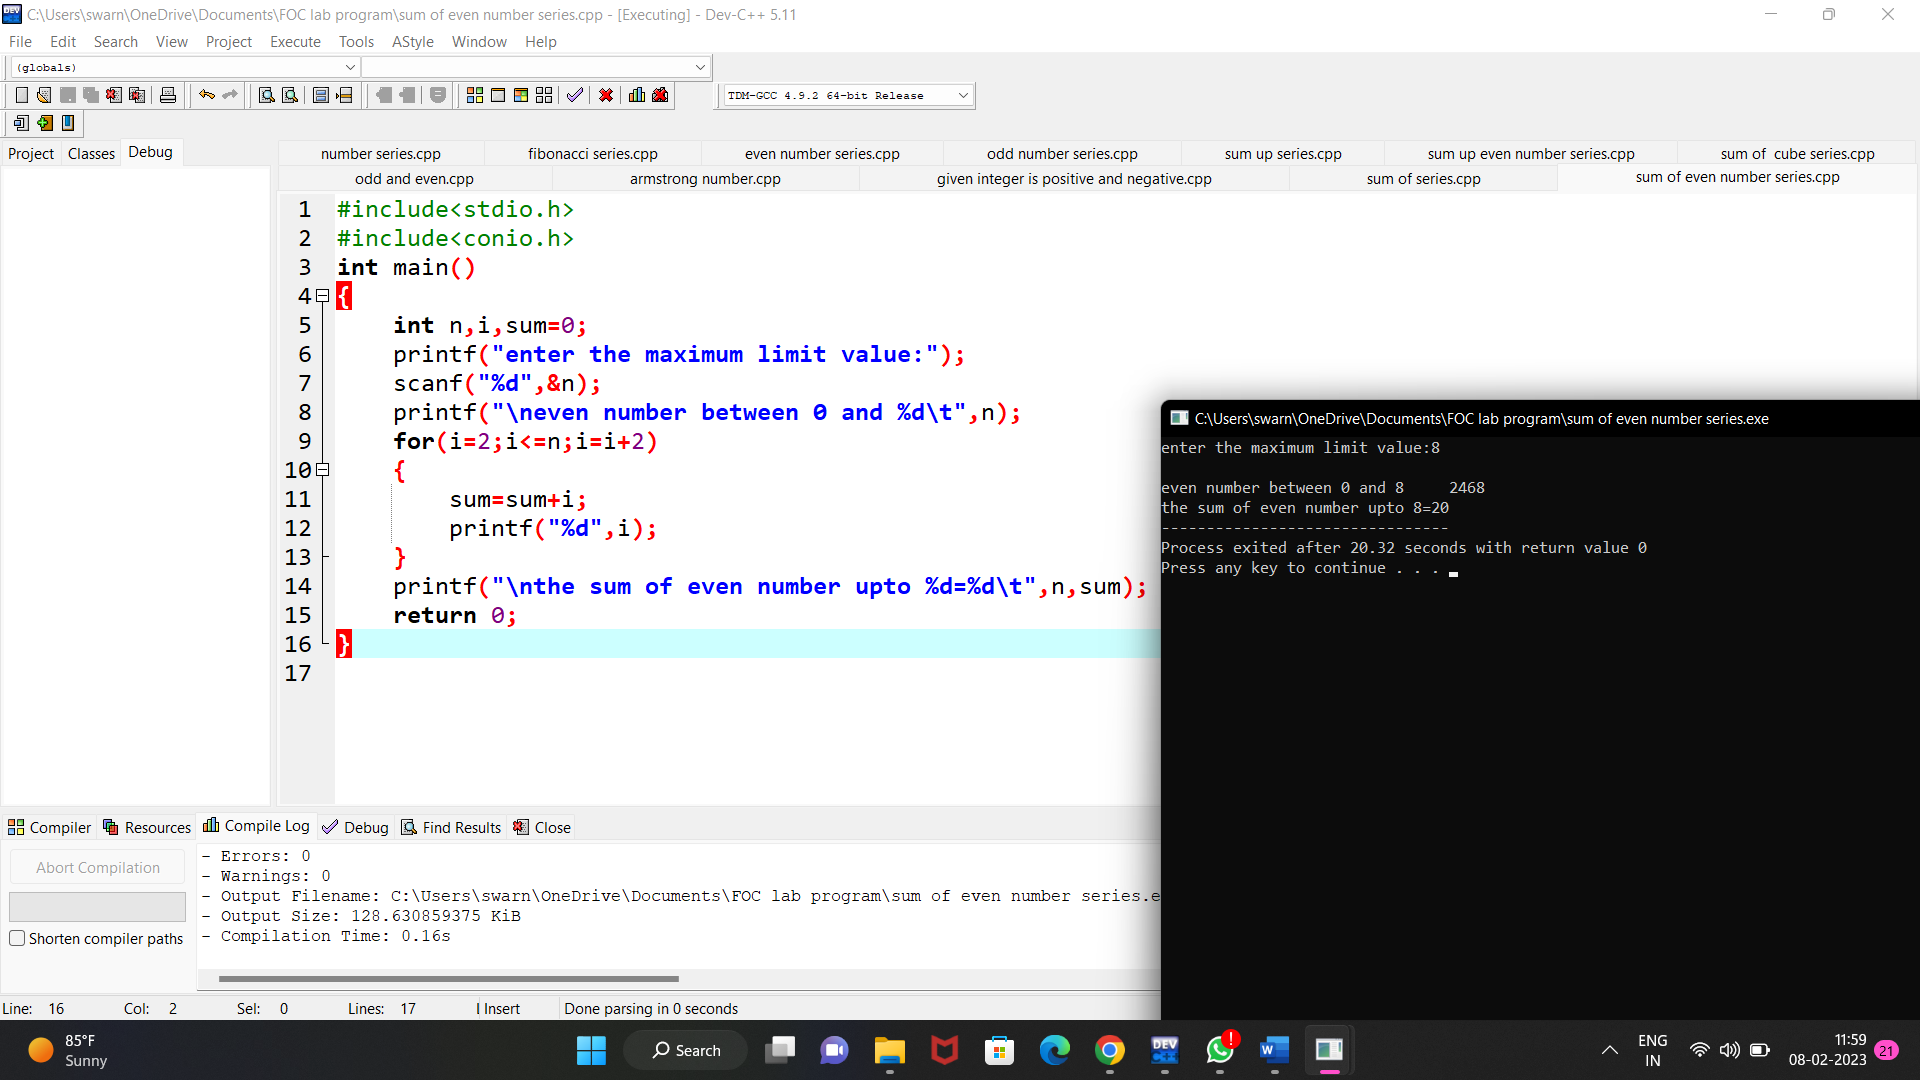 C:\Users\swarn\OneDrive\Documents\FOC lab program\sum of even number series.cpp - [Executing] - Dev-C++ 5.11
File Edit Search View Project Execute Tools AStyle Window Help
(globals)
TDM-GCC 4.9.2 64-bit Release
Project Classes Debug
number series.cpp fibonacci series.cpp even number series.cpp odd number series.cpp sum up series.cpp sum up even number series.cpp sum of  cube series.cpp
odd and even.cpp armstrong number.cpp given integer is positive and negative.cpp sum of series.cpp sum of even number series.cpp
1 #include<stdio.h>
2 #include<conio.h>
3 int main()
4 {
5 int n,i,sum=0;
6 printf("enter the maximum limit value:");
7 scanf("%d",&n);
8 printf("\neven number between 0 and %d\t",n);
9 for(i=2;i<=n;i=i+2)
10 {
11 sum=sum+i;
12 printf("%d",i);
13 }
14 printf("\nthe sum of even number upto %d=%d\t",n,sum);
15 return 0;
16 }
17
C:\Users\swarn\OneDrive\Documents\FOC lab program\sum of even number series.exe
enter the maximum limit value:8
even number between 0 and 8     2468
the sum of even number upto 8=20
--------------------------------
Process exited after 20.32 seconds with return value 0
Press any key to continue . . .
Compiler Resources Compile Log Debug Find Results Close
Abort Compilation
Shorten compiler paths
- Errors: 0
- Warnings: 0
- Output Filename: C:\Users\swarn\OneDrive\Documents\FOC lab program\sum of even number series.e
- Output Size: 128.630859375 KiB
- Compilation Time: 0.16s
Line: 16 Col: 2 Sel: 0 Lines: 17 Insert Done parsing in 0 seconds
85°F
Sunny
Search
DEV
C++
W
ENG
IN
11:59
08-02-2023
21